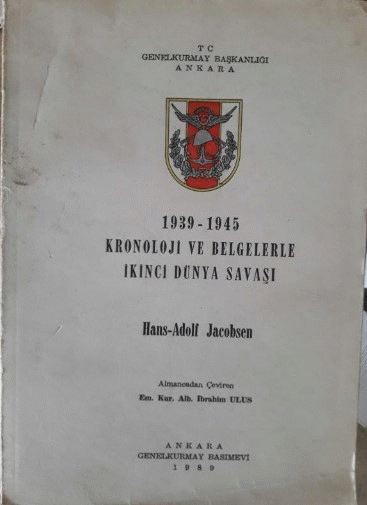 T C
GENELKURMAY BAŞKANLIĞI
ANKARA
1939 - 1945
KRONOLOJİ VE BELGELERLE
İKİNCİ DÜNYA SAVAŞI
Hans-Adolf Jacobsen
Almancadan Çeviren
Em. Kur. Alb. İbrahim ULUS
ANKARA
GENELKURMAY BASIMEVİ
1989